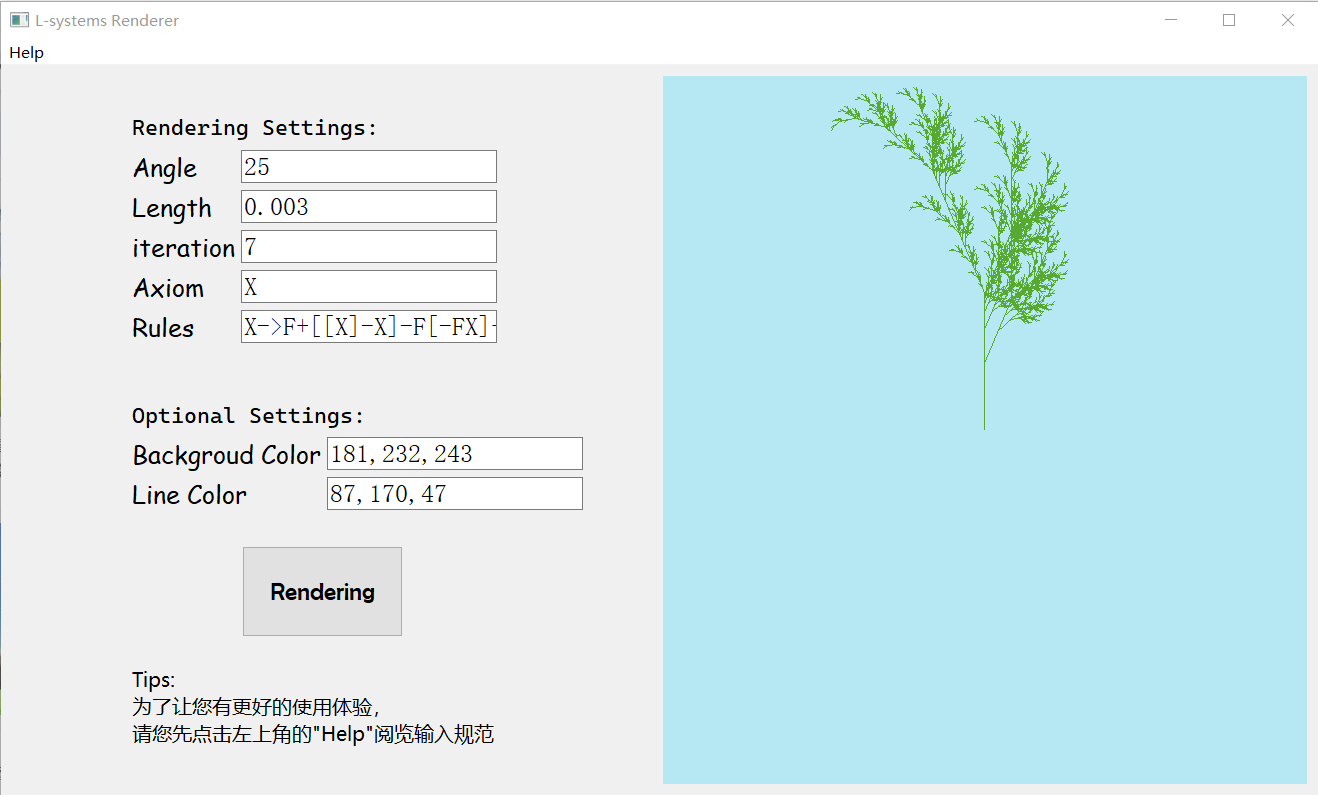 L-systems Renderer
Help
Rendering Settings:
Angle 25
Length 0.003
iteration 7
Axiom X
Rules X->F+[[X]-X]-F[-FX]
Optional Settings:
Backgroud Color 181,232,243
Line Color 87,170,47
Rendering
Tips:
为了让您有更好的使用体验，
请您先点击左上角的"Help"阅览输入规范